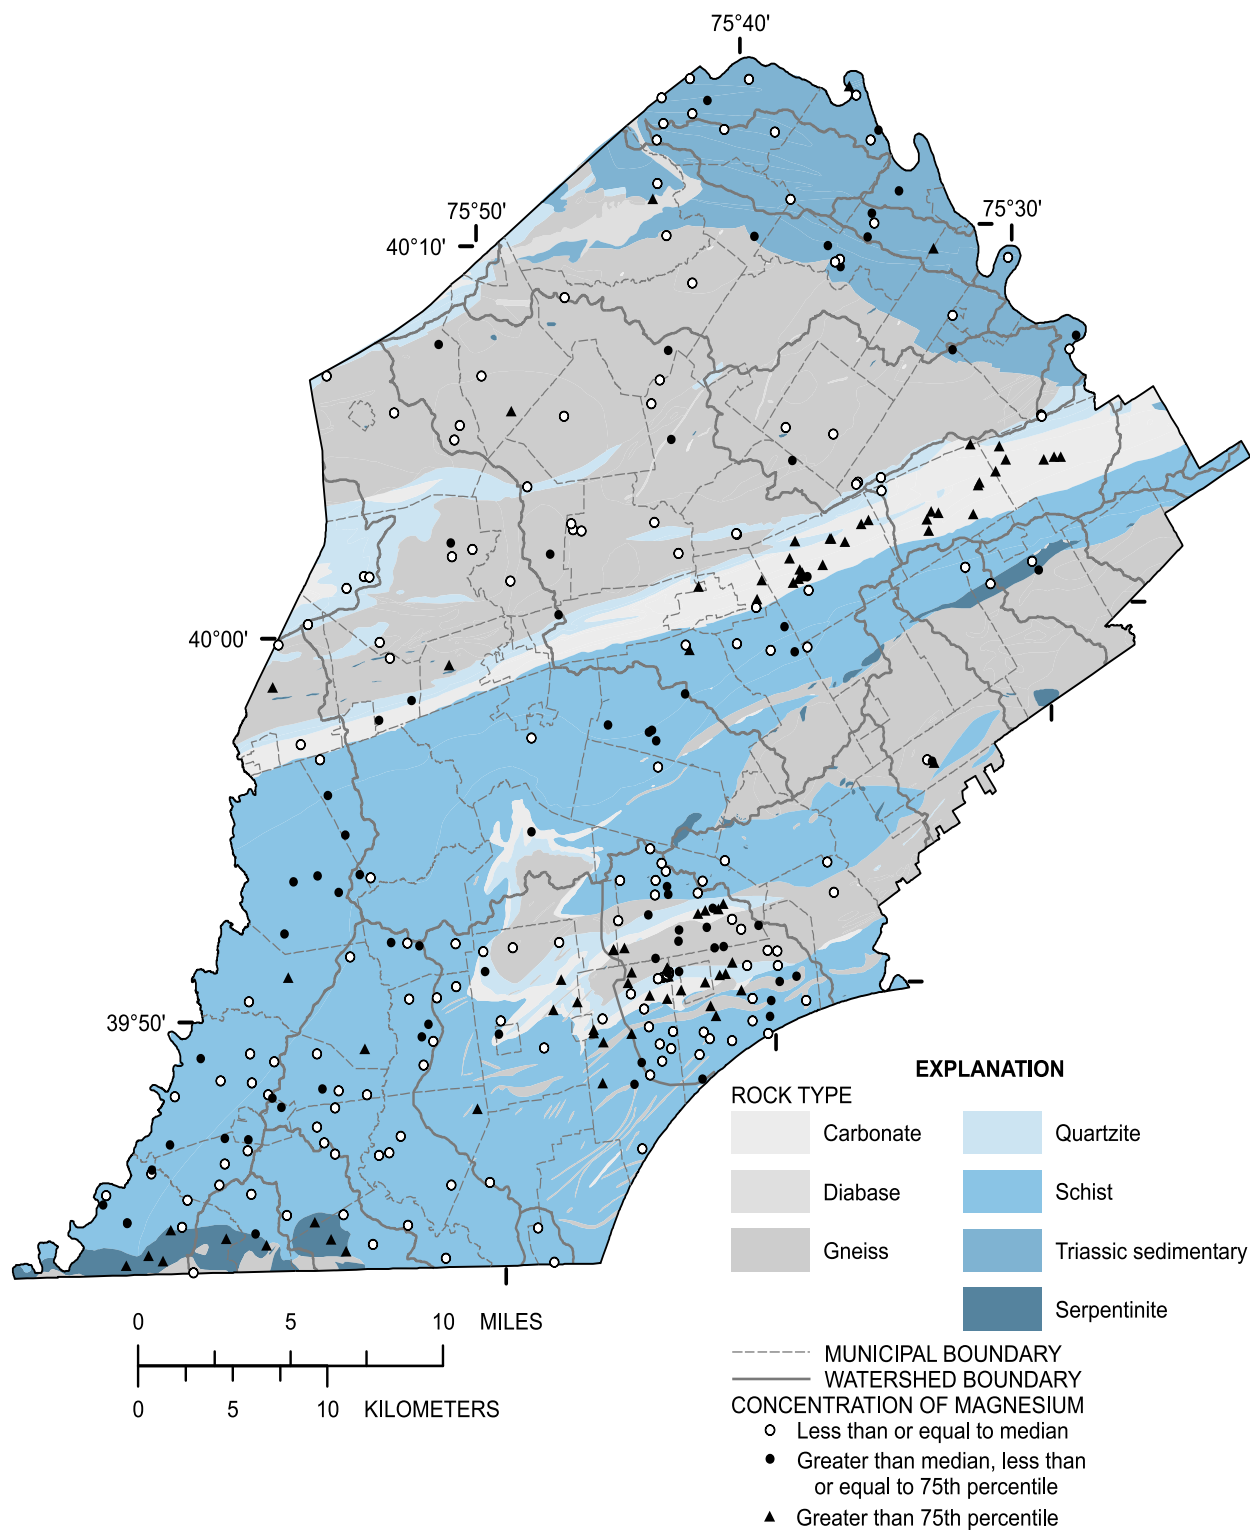 75°40'
75°50'
75°30'
40°10'
40°00'
39°50'
EXPLANATION
ROCK TYPE
Carbonate
Quartzite
Diabase
Schist
Gneiss
Triassic sedimentary
Serpentinite
0 5 10 MILES
0 5 10 KILOMETERS
MUNICIPAL BOUNDARY
WATERSHED BOUNDARY
CONCENTRATION OF MAGNESIUM
Less than or equal to median
Greater than median, less than
or equal to 75th percentile
Greater than 75th percentile